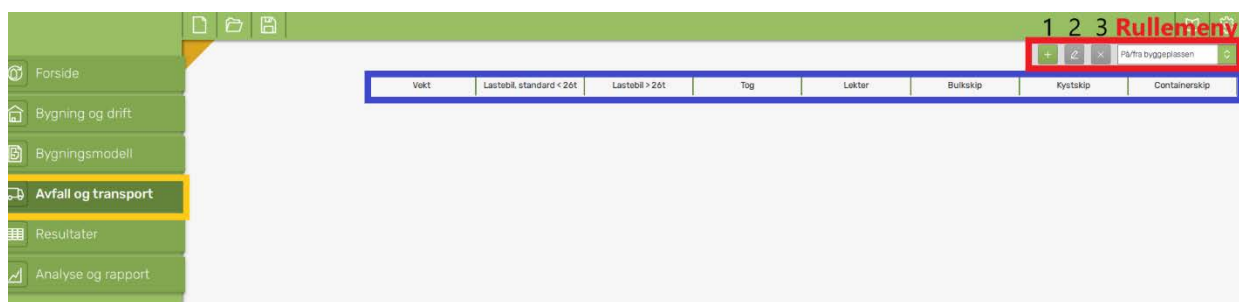 1 2 3 Rullemeny
På/fra byggeplassen
Forside
Vekt Lastebil, standard < 26t Lastebil > 26t Tog Lekter Bulkskip Kystskip Containerskip
Bygning og drift
Bygningsmodell
Avfall og transport
Resultater
Analyse og rapport